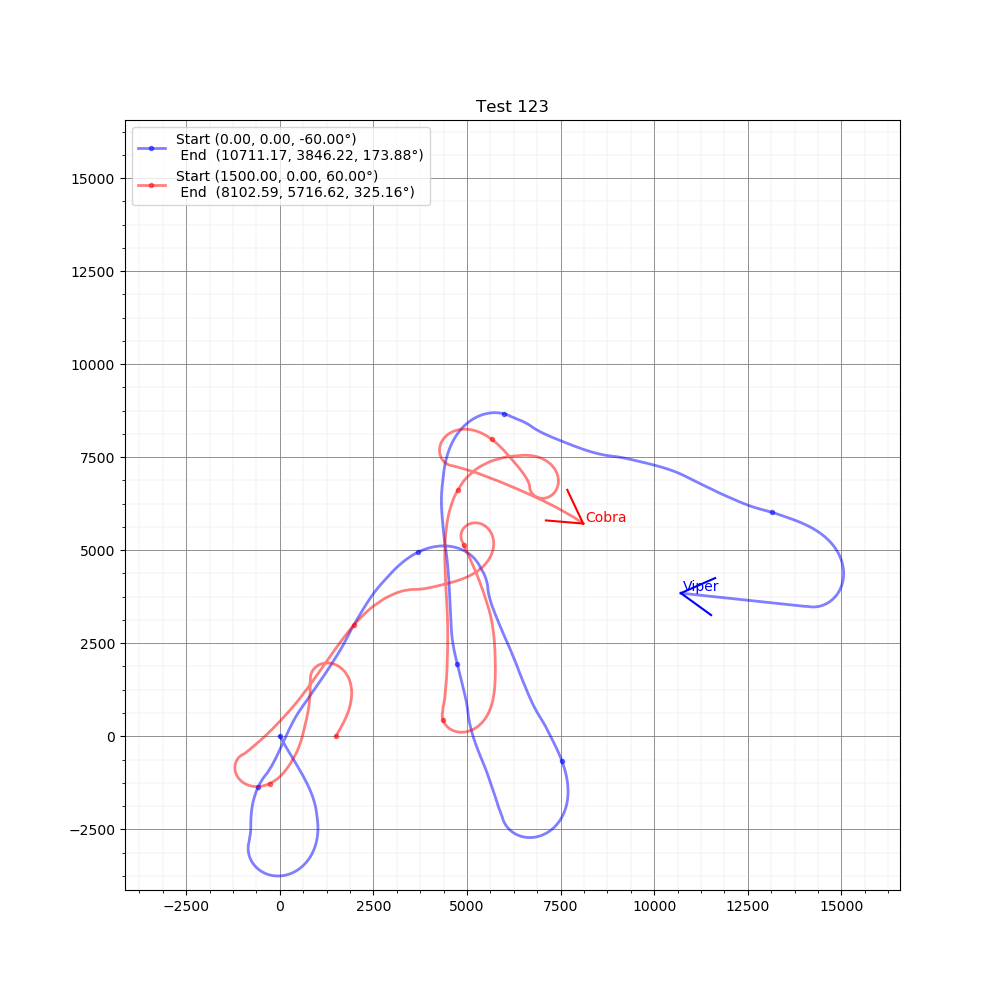 Test 123
Start (0.00, 0.00, -60.00°)
End  (10711.17, 3846.22, 173.88°)
Start (1500.00, 0.00, 60.00°)
End  (8102.59, 5716.62, 325.16°)
15000
12500
10000
7500
5000
2500
0
−2500
Cobra
Viper
−2500 0 2500 5000 7500 10000 12500 15000